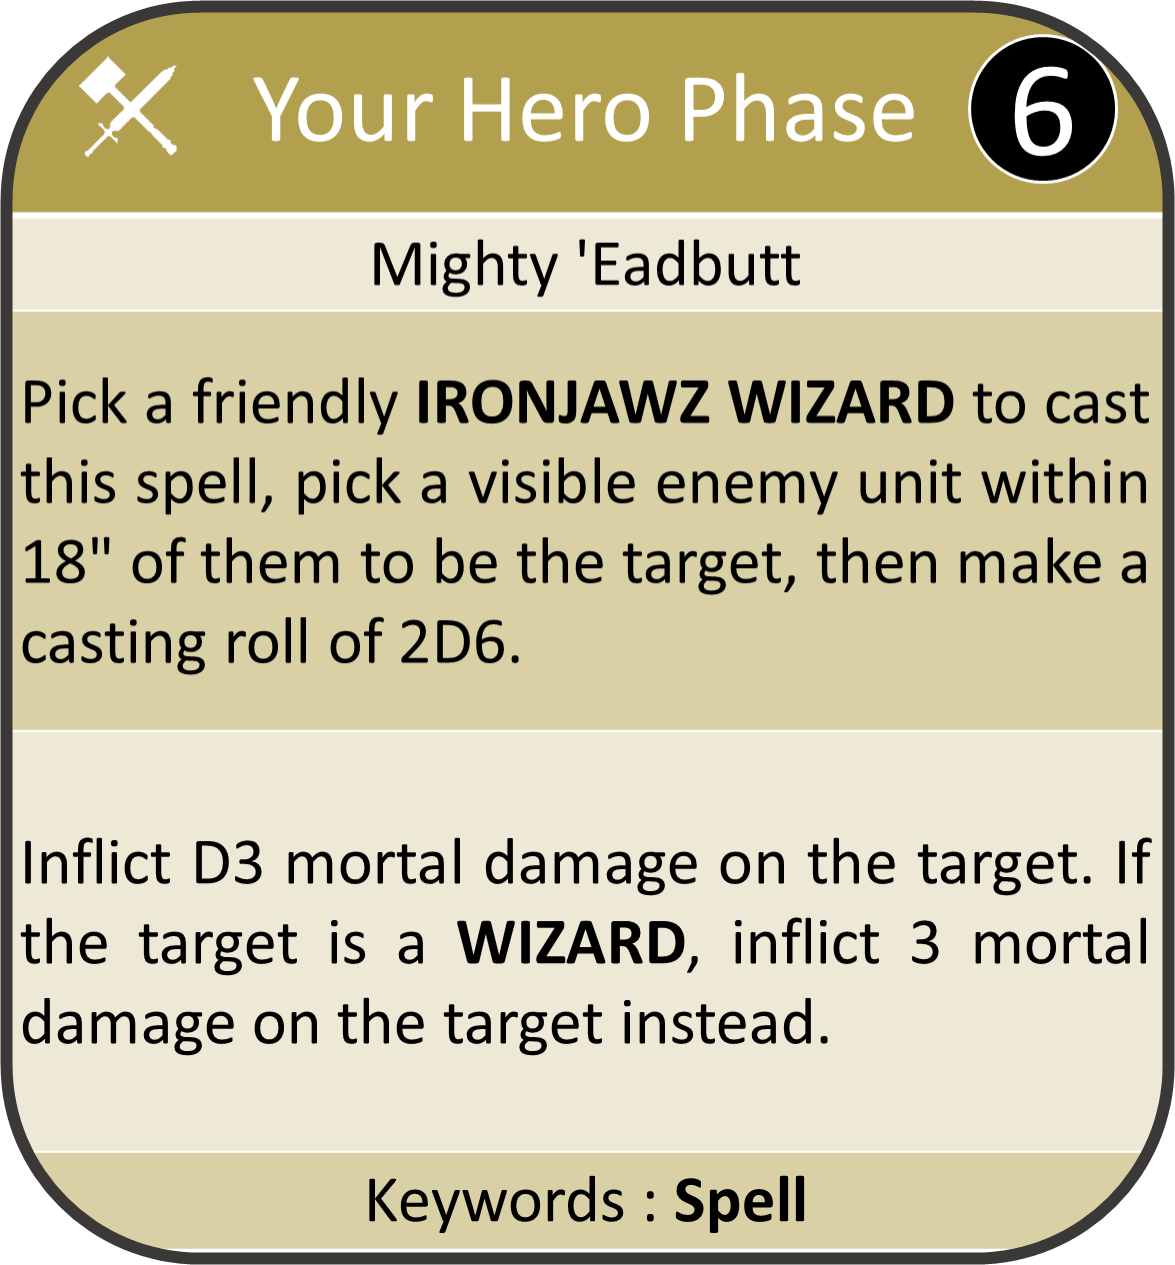 Your Hero Phase 6
Mighty 'Eadbutt
Pick a friendly IRONJAWZ WIZARD to cast
this spell, pick a visible enemy unit within
18" of them to be the target, then make a
casting roll of 2D6.
Inflict D3 mortal damage on the target. If
the target is a WIZARD, inflict 3 mortal
damage on the target instead.
Keywords : Spell